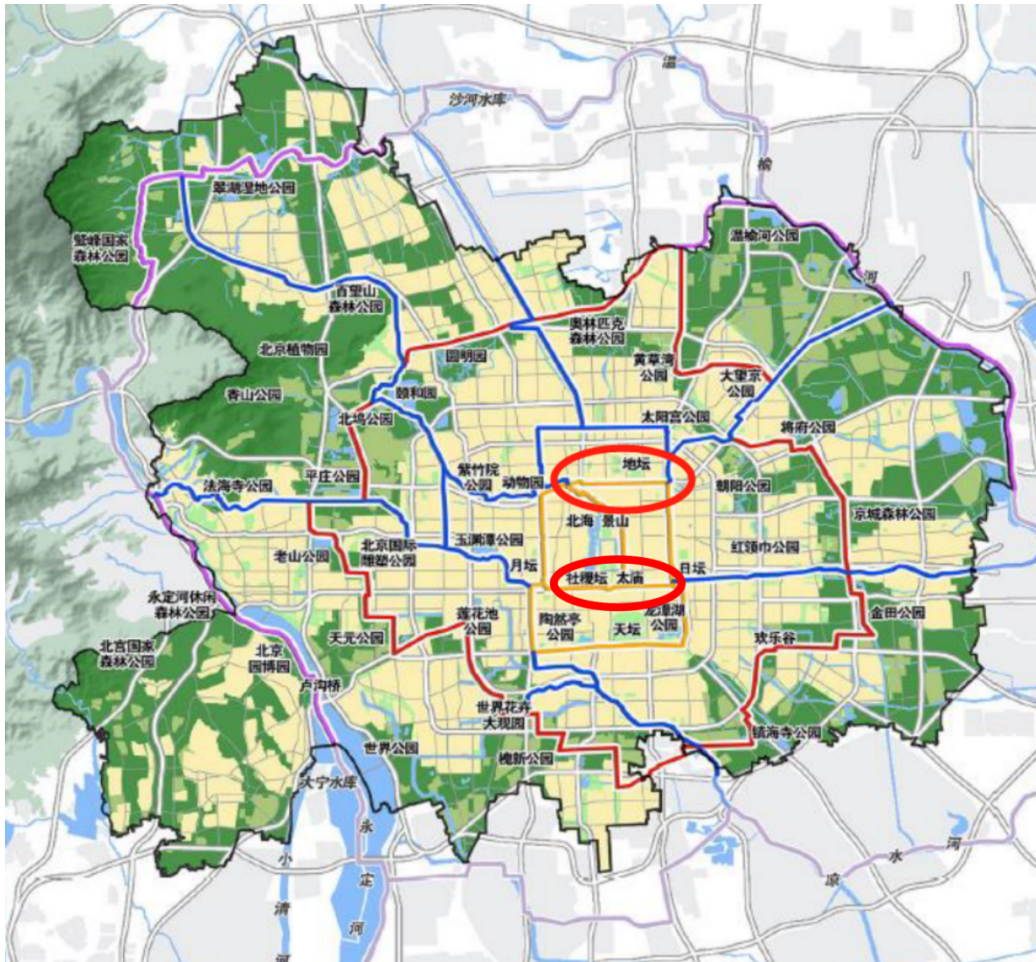 沙河水库
温
榆
河
翠湖湿地公园
鹫峰国家
森林公园
温榆河公园
百望山
森林公园
奥林匹克
森林公园
北京植物园
圆明园
黄草湾
公园
大望京
公园
香山公园
颐和园
北坞公园
太阳宫公园
将府公园
平庄公园
紫竹院
公园
动物园
地坛
法海寺公园
朝阳公园
京城森林公园
北海
景山
玉渊潭公园
北京国际
雕塑公园
老山公园
月坛
红领巾公园
日坛
社稷坛
太庙
永定河休闲
森林公园
莲花池
公园
陶然亭
公园
天坛
龙潭湖
公园
金田公园
天元公园
欢乐谷
北宫国家
森林公园
北京
园博园
卢沟桥
世界花卉
大观园
镇海寺公园
世界公园
槐新公园
大宁水库
永
定
河
小
清
河
凉
水
河